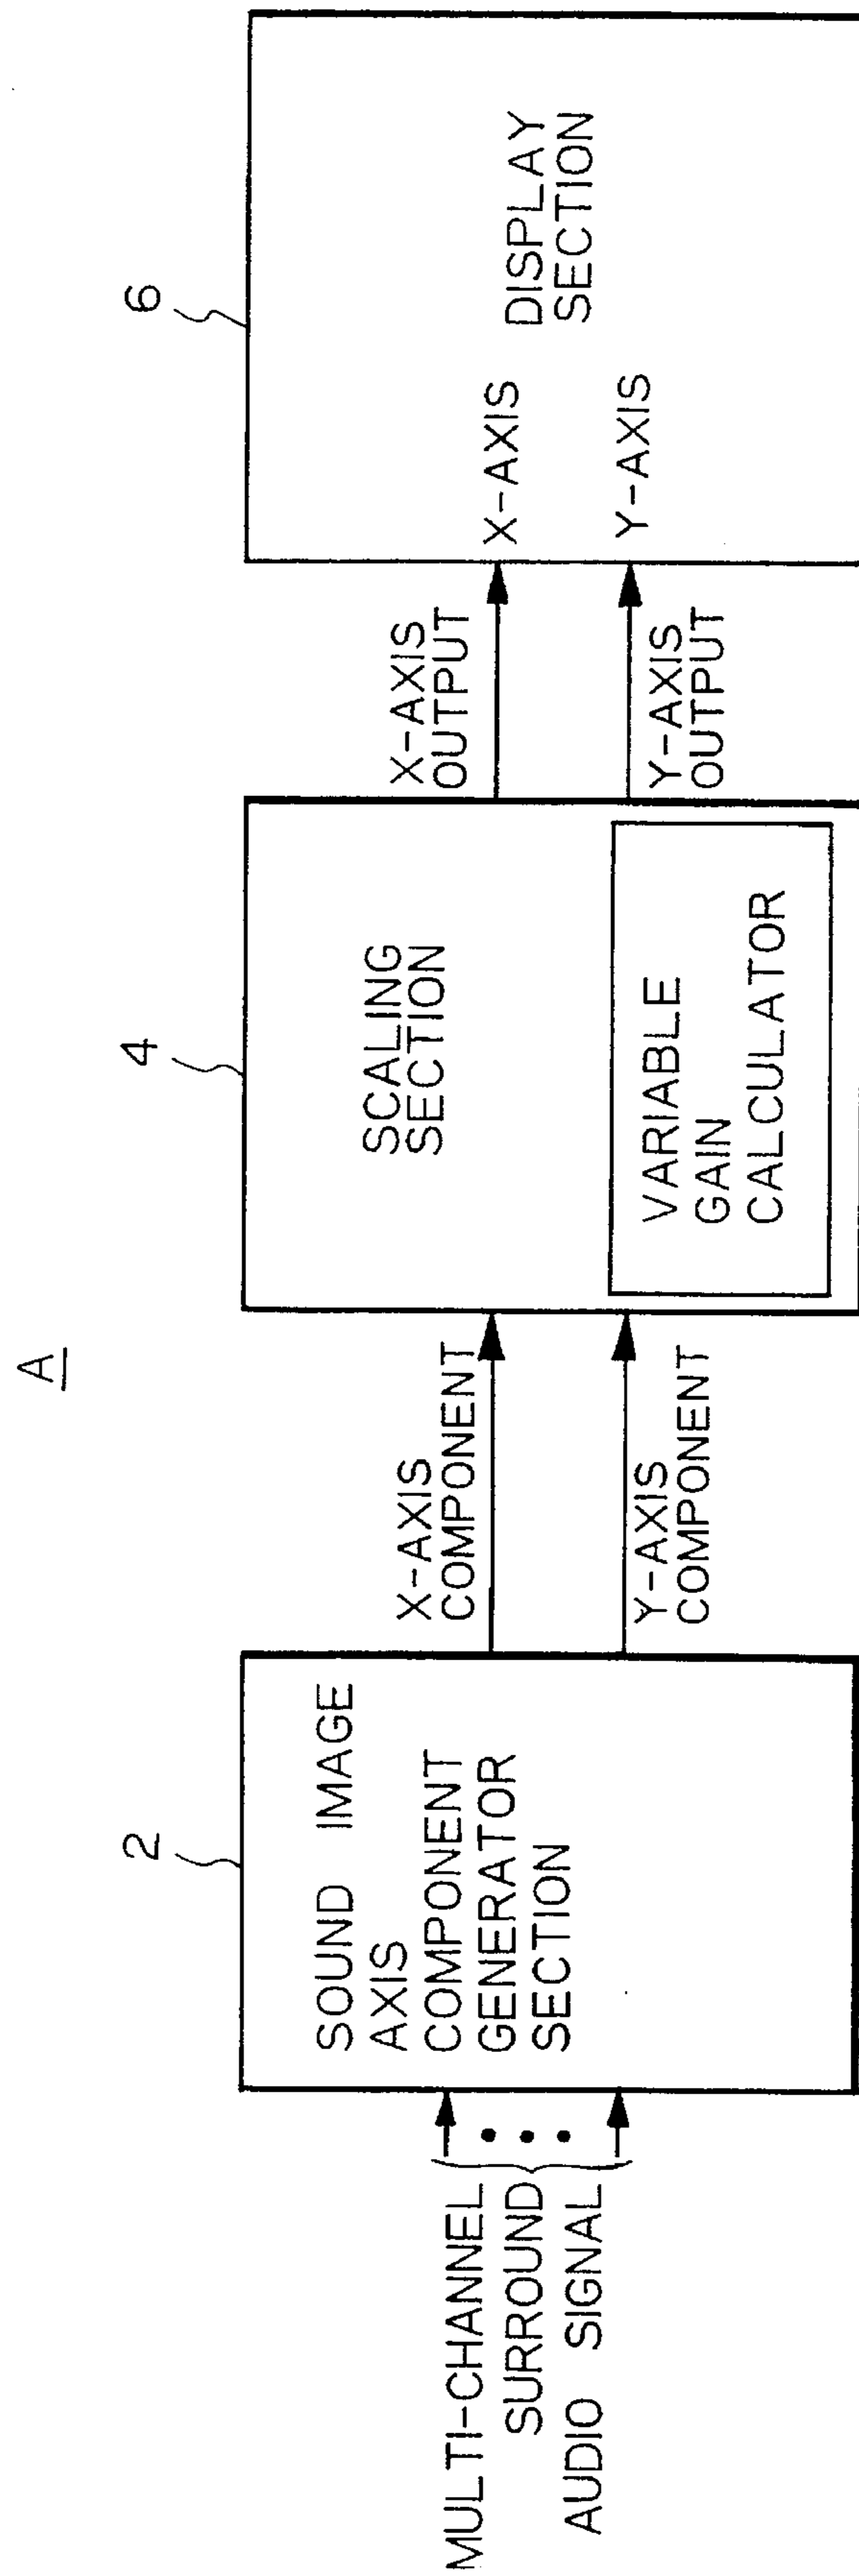 A
2
4
6
MULTI-CHANNEL
SURROUND
AUDIO SIGNAL
SOUND IMAGE
AXIS
COMPONENT
GENERATOR
SECTION
X-AXIS
COMPONENT
Y-AXIS
COMPONENT
SCALING
SECTION
VARIABLE
GAIN
CALCULATOR
X-AXIS
OUTPUT
Y-AXIS
OUTPUT
X-AXIS
Y-AXIS
DISPLAY
SECTION